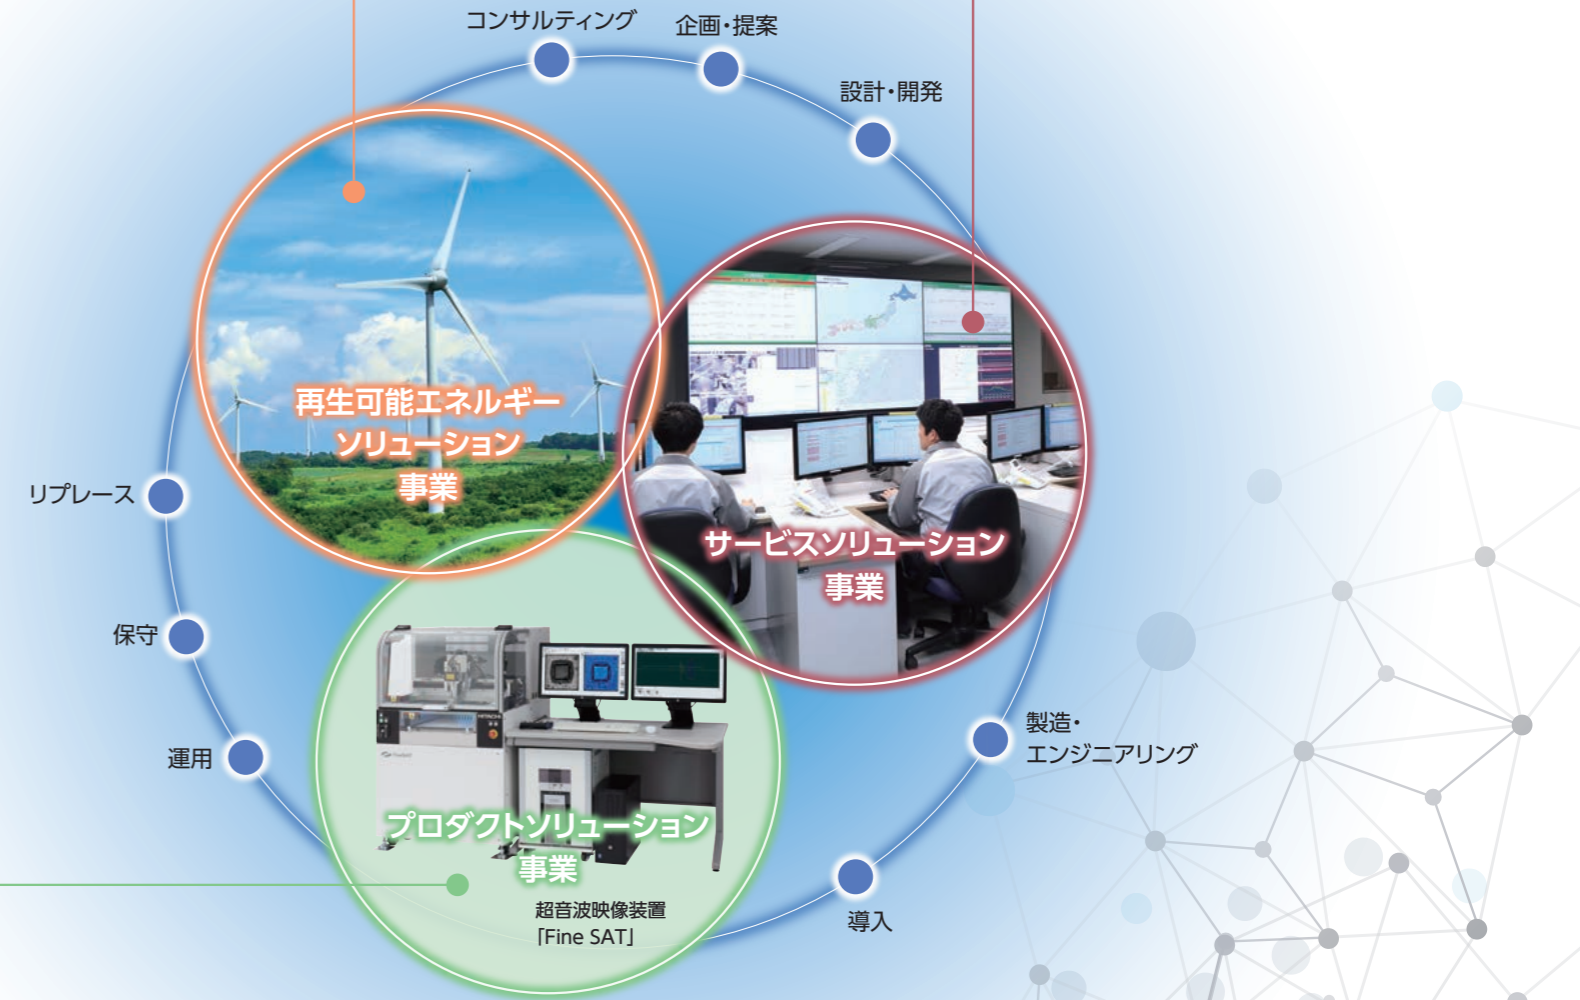 コンサルティング
企画・提案
設計・開発
再生可能エネルギー
ソリューション
事業
サービスソリューション
事業
リプレース
保守
運用
製造・
エンジニアリング
導入
HITACHI
プロダクトソリューション
事業
超音波映像装置
「Fine SAT」